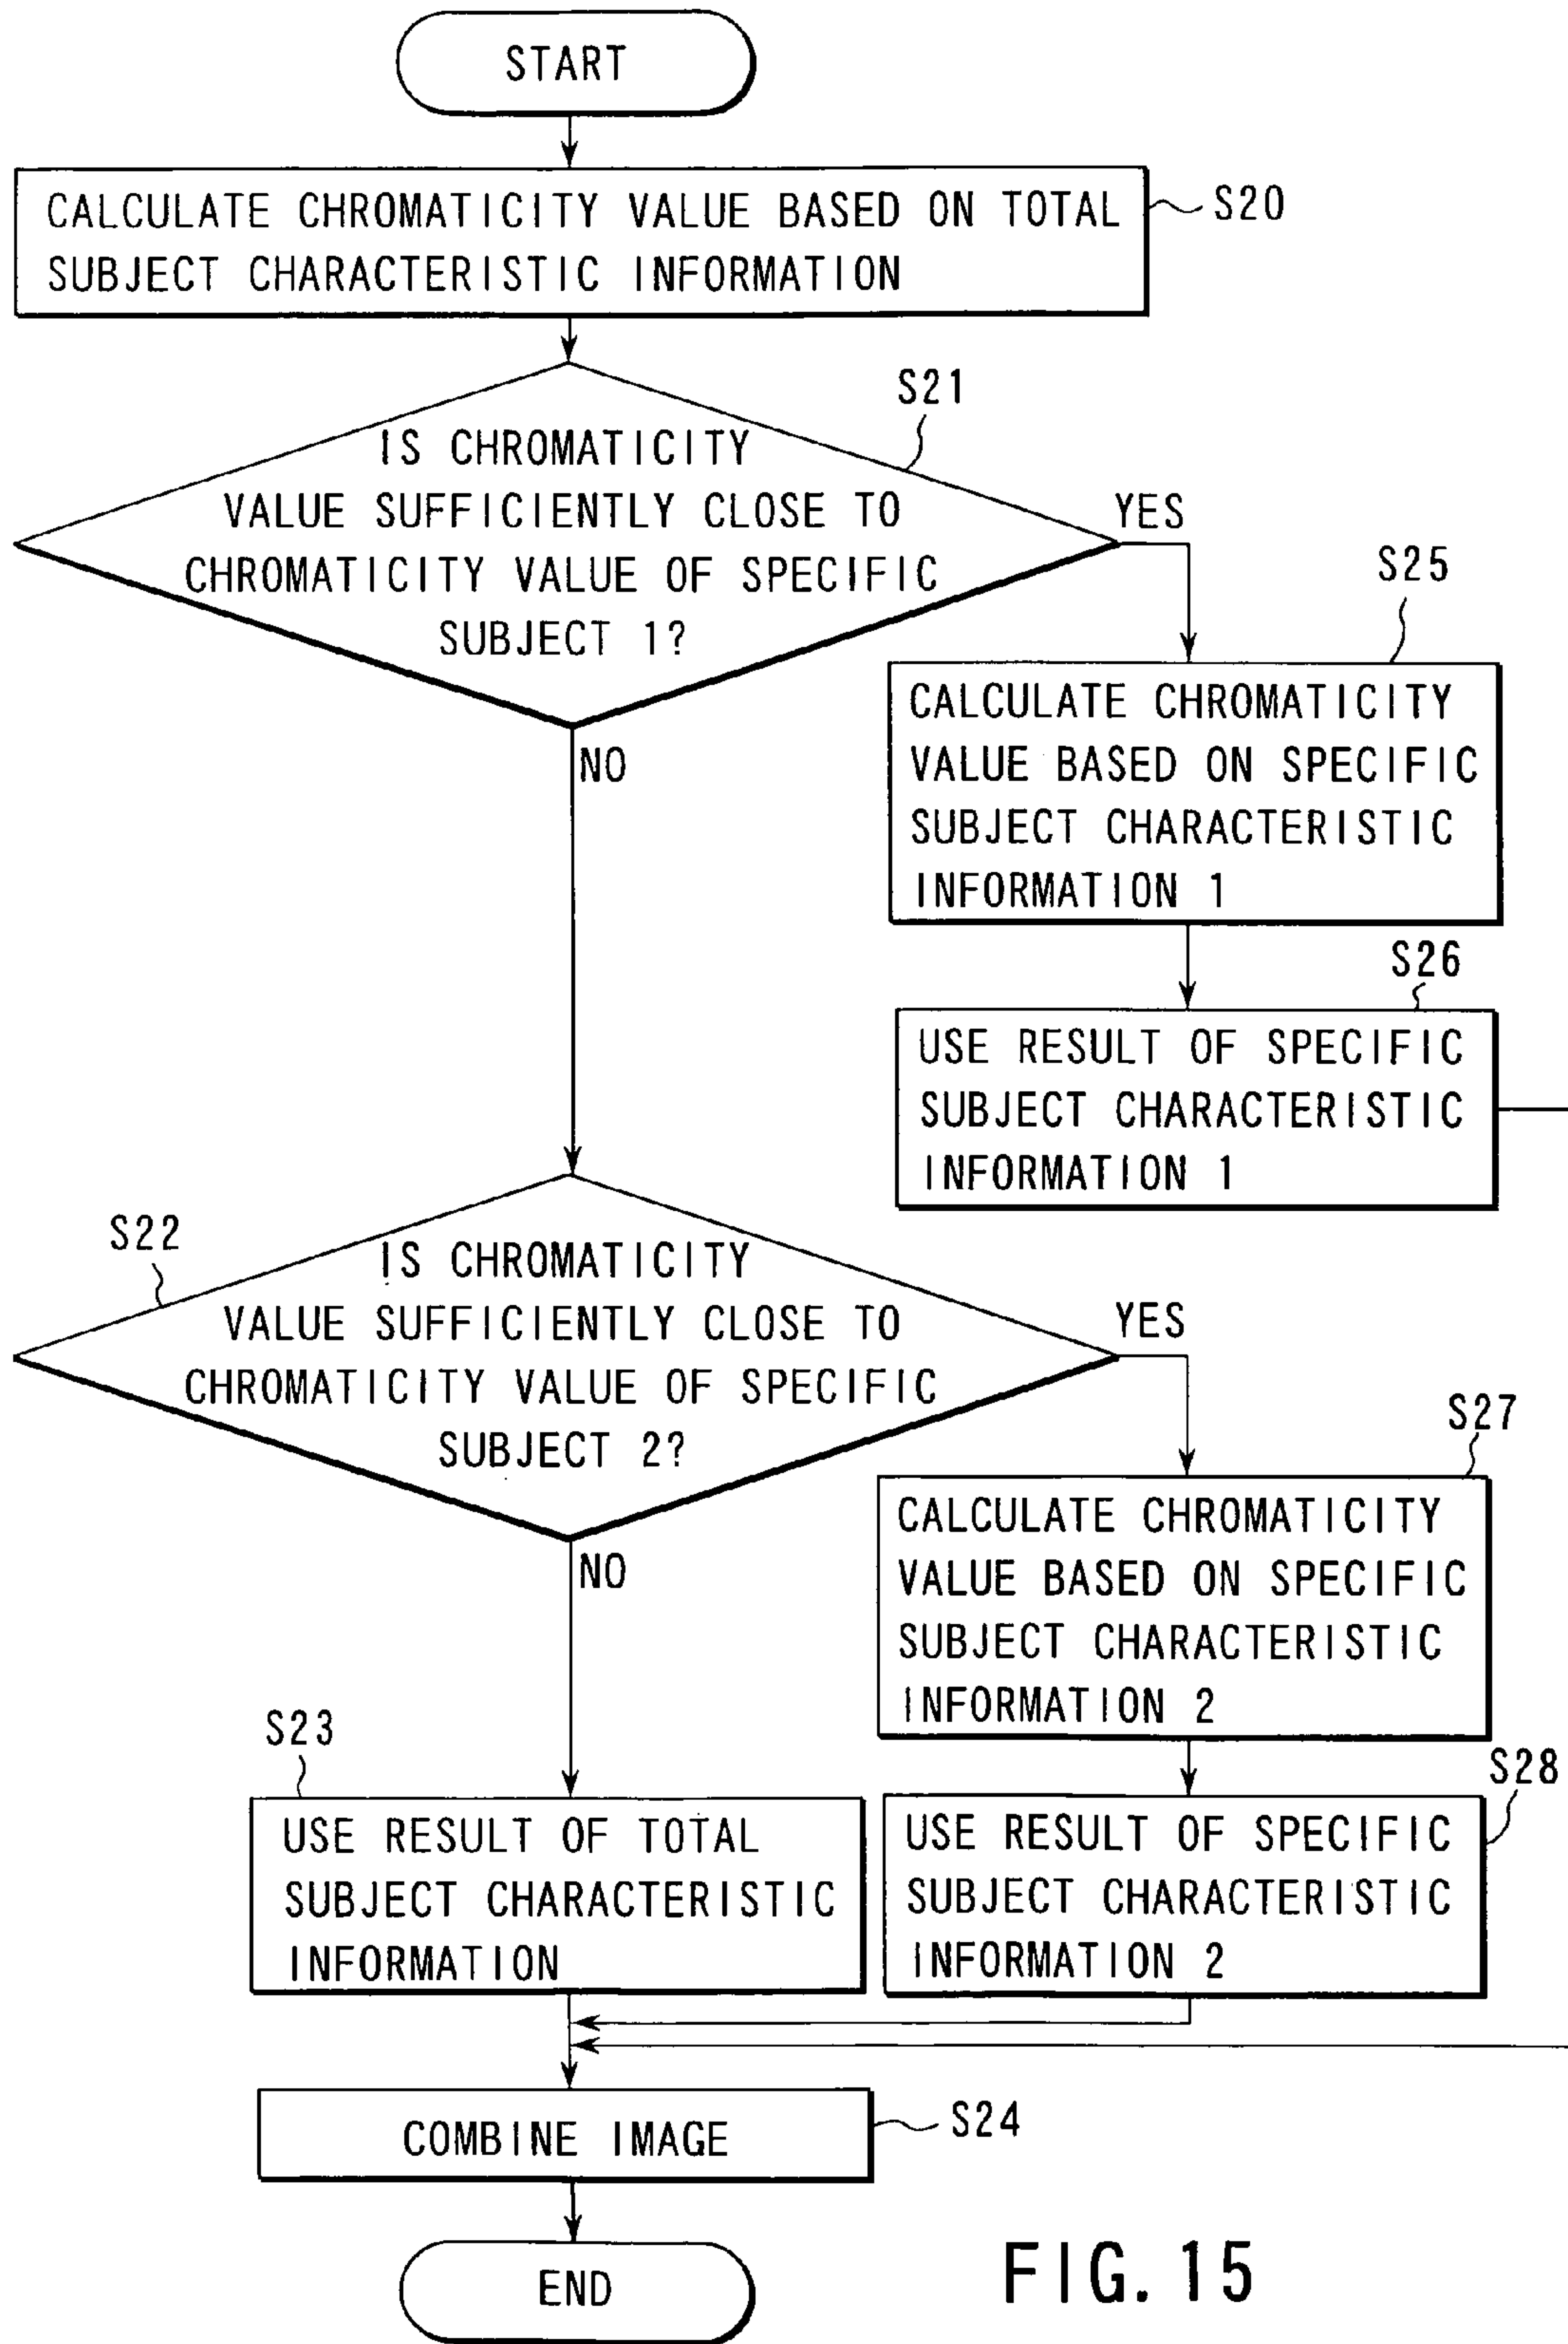 START
CALCULATE CHROMATICITY VALUE BASED ON TOTAL
SUBJECT CHARACTERISTIC INFORMATION
S20
S21
IS CHROMATICITY
VALUE SUFFICIENTLY CLOSE TO
CHROMATICITY VALUE OF SPECIFIC
SUBJECT 1?
YES
NO
S25
CALCULATE CHROMATICITY
VALUE BASED ON SPECIFIC
SUBJECT CHARACTERISTIC
INFORMATION 1
S26
USE RESULT OF SPECIFIC
SUBJECT CHARACTERISTIC
INFORMATION 1
S22
IS CHROMATICITY
VALUE SUFFICIENTLY CLOSE TO
CHROMATICITY VALUE OF SPECIFIC
SUBJECT 2?
YES
NO
S27
CALCULATE CHROMATICITY
VALUE BASED ON SPECIFIC
SUBJECT CHARACTERISTIC
INFORMATION 2
S23
USE RESULT OF TOTAL
SUBJECT CHARACTERISTIC
INFORMATION
S28
USE RESULT OF SPECIFIC
SUBJECT CHARACTERISTIC
INFORMATION 2
COMBINE IMAGE
S24
END
FIG. 15